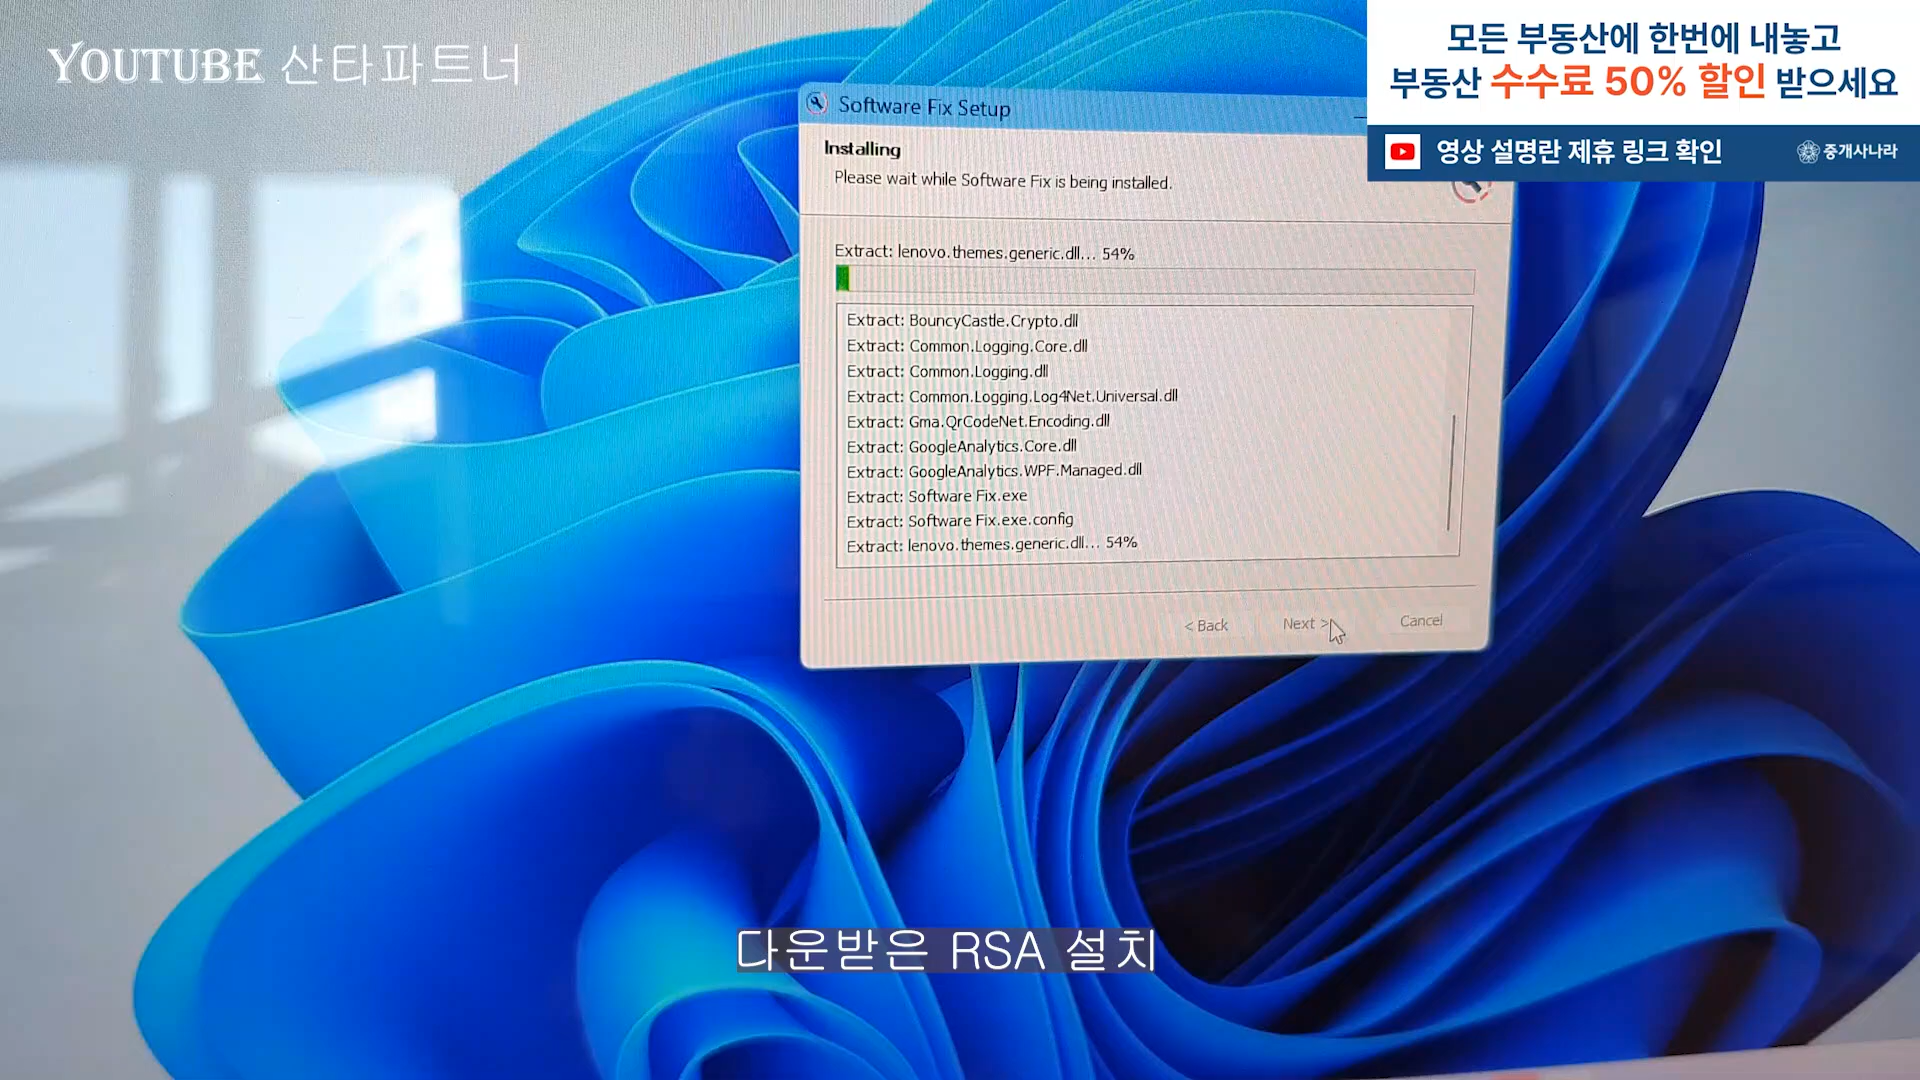 YOUTUBE 산타파트너
모든 부동산에 한번에 내놓고
부동산 수수료 50% 할인 받으세요
영상 설명란 제휴 링크 확인
중개사나라
Software Fix Setup
Installing
Please wait while Software Fix is being installed.
Extract: lenovo.themes.generic.dll... 54%
Extract: BouncyCastle.Crypto.dll
Extract: Common.Logging.Core.dll
Extract: Common.Logging.dll
Extract: Common.Logging.Log4Net.Universal.dll
Extract: Gma.QrCodeNet.Encoding.dll
Extract: GoogleAnalytics.Core.dll
Extract: GoogleAnalytics.WPF.Managed.dll
Extract: Software Fix.exe
Extract: Software Fix.exe.config
Extract: lenovo.themes.generic.dll... 54%
< Back Next > Cancel
다운받은 RSA 설치